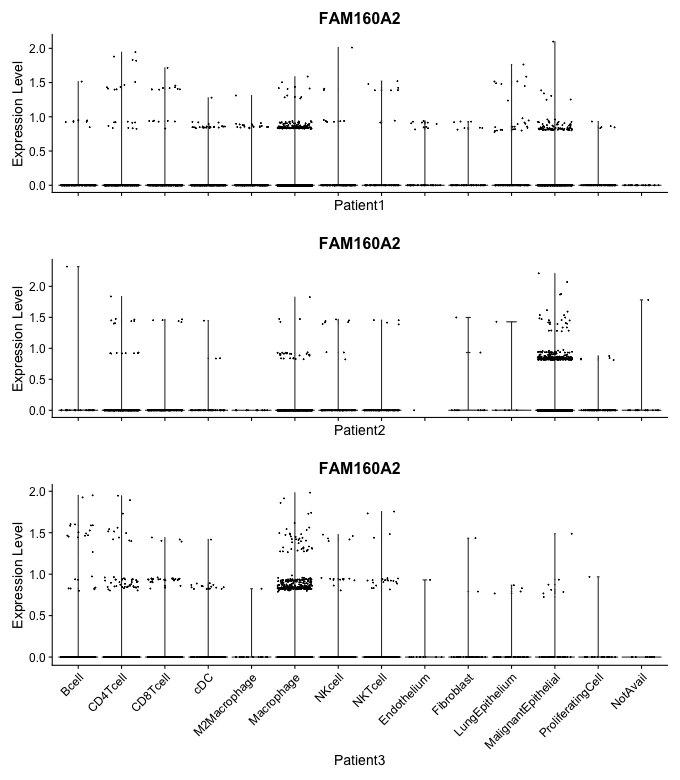 FAM160A2
Expression Level
2.0
1.5
1.0
0.5
0.0
Patient1
FAM160A2
Expression Level
2.0
1.5
1.0
0.5
0.0
Patient2
FAM160A2
Expression Level
2.0
1.5
1.0
0.5
0.0
Bcell
CD4Tcell
CD8Tcell
cDC
M2Macrophage
Macrophage
NKcell
NKTcell
Endothelium
Fibroblast
LungEpithelium
MalignantEpithelial
ProliferatingCell
NotAvail
Patient3